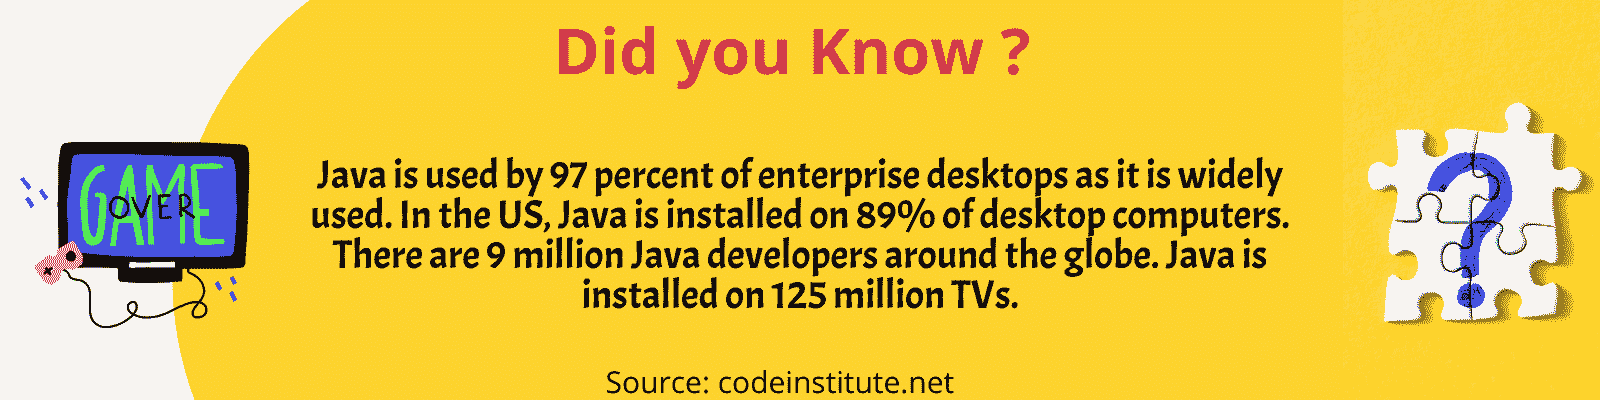 Did you Know ?
GAME
OVER
Java is used by 97 percent of enterprise desktops as it is widely
used. In the US, Java is installed on 89% of desktop computers.
There are 9 million Java developers around the globe. Java is
installed on 125 million TVs.
?
Source: codeinstitute.net